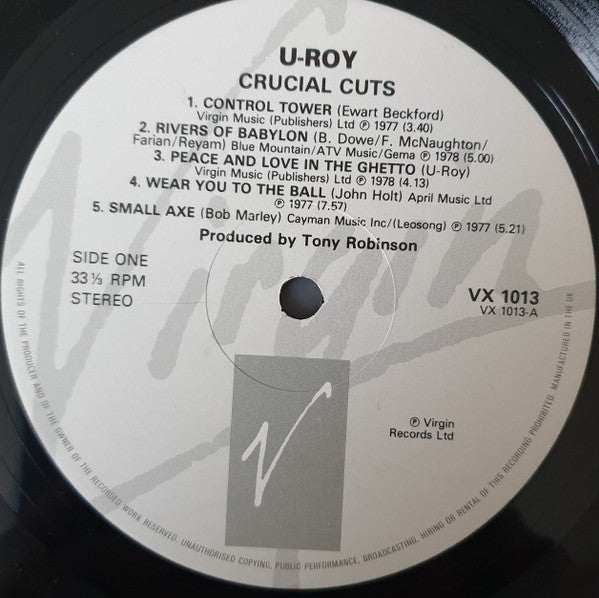 U-ROY
CRUCIAL CUTS
1. CONTROL TOWER (Ewart Beckford)
Virgin Music (Publishers) Ltd ℗ 1977 (3.40)
2. RIVERS OF BABYLON (B. Dowe/F. McNaughton/
Farian/Reyam) Blue Mountain/ATV Music/Gema ℗ 1978 (5.00)
3. PEACE AND LOVE IN THE GHETTO (U-Roy)
Virgin Music (Publishers) Ltd ℗ 1978 (4.13)
4. WEAR YOU TO THE BALL (John Holt) April Music Ltd
℗ 1977 (7.57)
5. SMALL AXE (Bob Marley) Cayman Music Inc/(Leosong) ℗ 1977 (5.21)
Produced by Tony Robinson
SIDE ONE
33⅓ RPM
STEREO
VX 1013
VX 1013-A
Virgin
V
℗ Virgin
Records Ltd
ALL RIGHTS OF THE PRODUCER AND OF THE OWNER OF THE RECORDED WORK RESERVED. UNAUTHORISED COPYING, PUBLIC PERFORMANCE, BROADCASTING, HIRING OR RENTAL OF THIS RECORDING PROHIBITED. MANUFACTURED IN THE UK